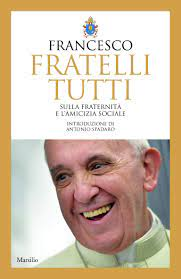 FRANCESCO
FRATELLI
TUTTI
SULLA FRATERNITÀ
E L'AMICIZIA SOCIALE
INTRODUZIONE DI
ANTONIO SPADARO
Marsilio